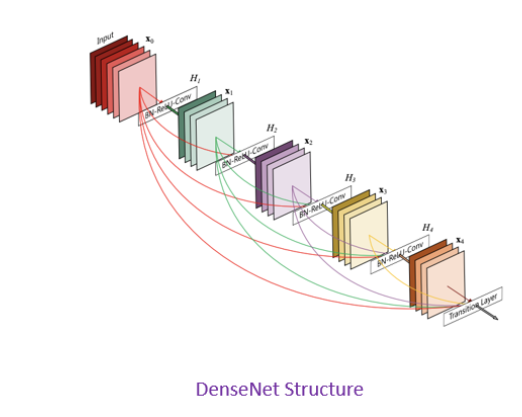 Input
x₀
H₁
BN-ReLU-Conv
x₁
H₂
BN-ReLU-Conv
x₂
H₃
BN-ReLU-Conv
x₃
H₄
BN-ReLU-Conv
x₄
Transition Layer
DenseNet Structure